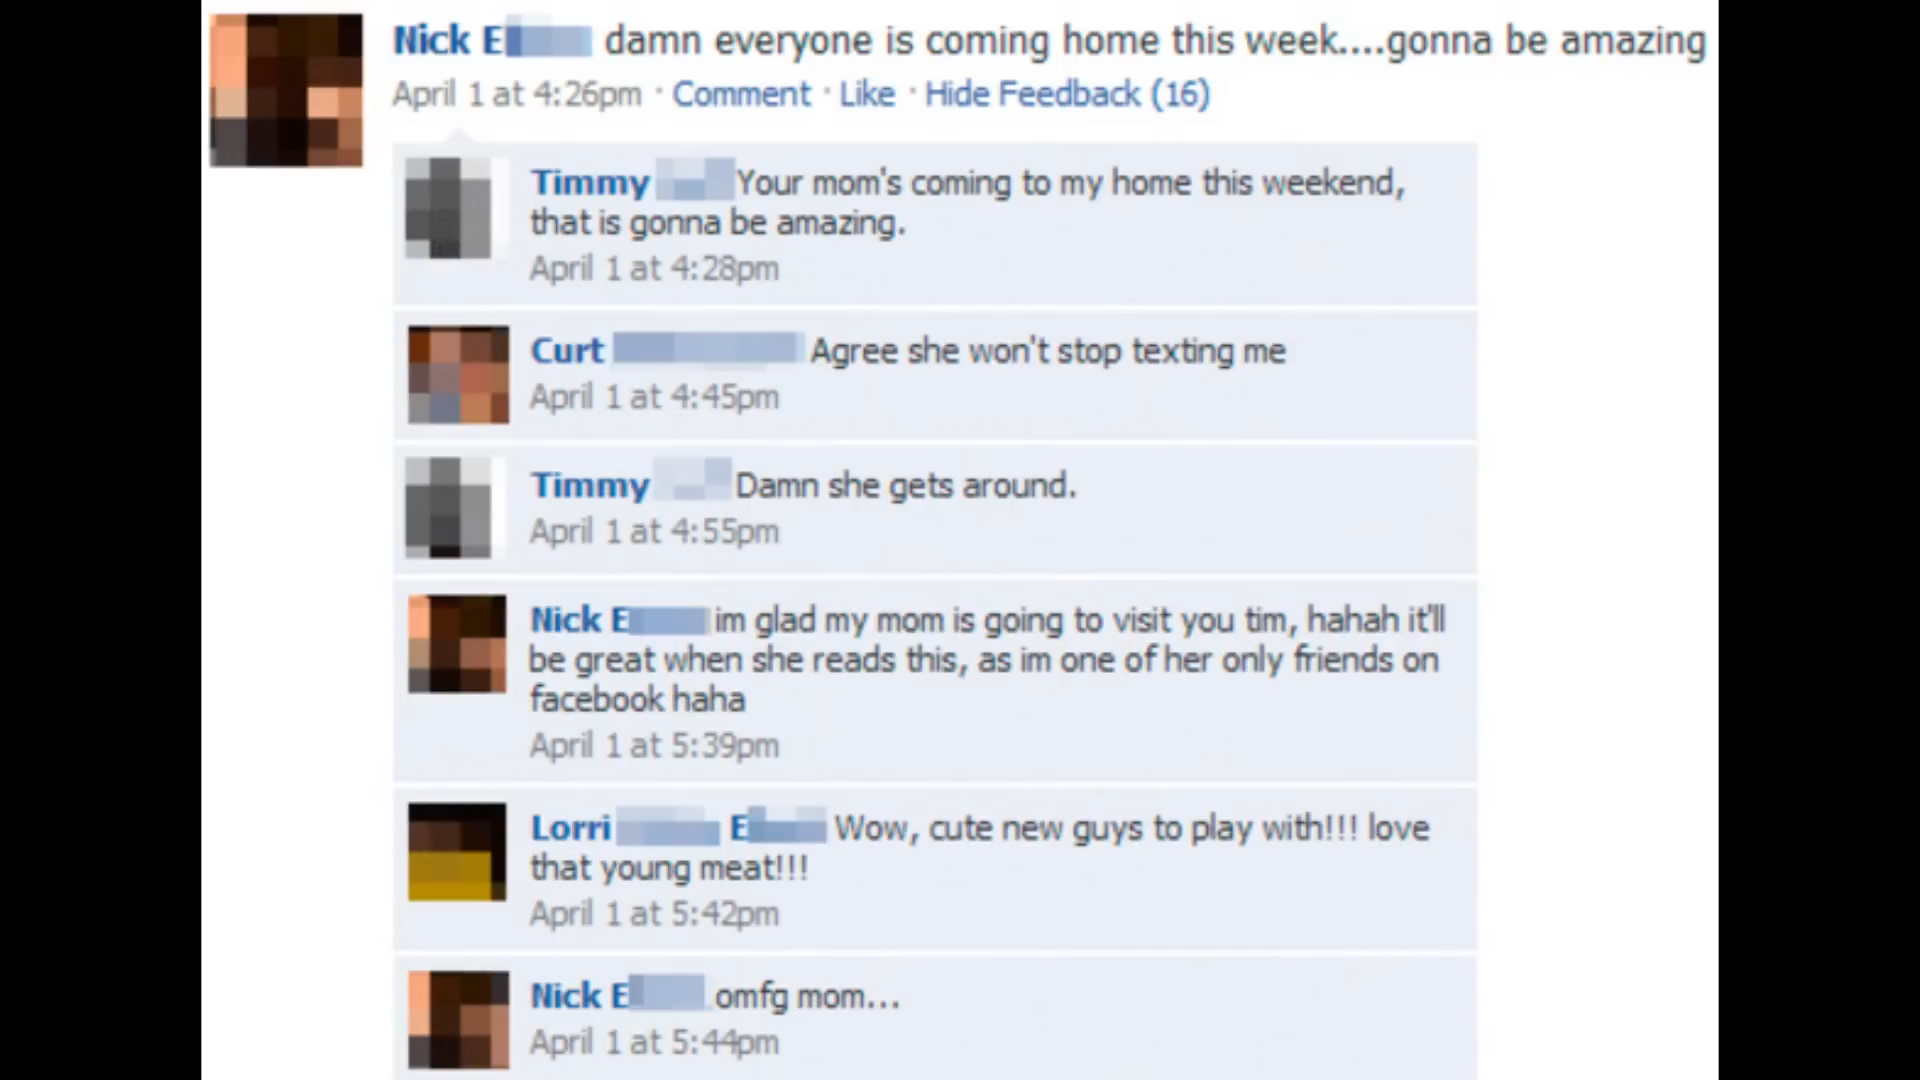 Nick E damn everyone is coming home this week....gonna be amazing
April 1 at 4:26pm · Comment · Like · Hide Feedback (16)
Timmy Your mom's coming to my home this weekend,
that is gonna be amazing.
April 1 at 4:28pm
Curt Agree she won't stop texting me
April 1 at 4:45pm
Timmy Damn she gets around.
April 1 at 4:55pm
Nick E im glad my mom is going to visit you tim, hahah it'll
be great when she reads this, as im one of her only friends on
facebook haha
April 1 at 5:39pm
Lorri E Wow, cute new guys to play with!!! love
that young meat!!!
April 1 at 5:42pm
Nick E omfg mom...
April 1 at 5:44pm